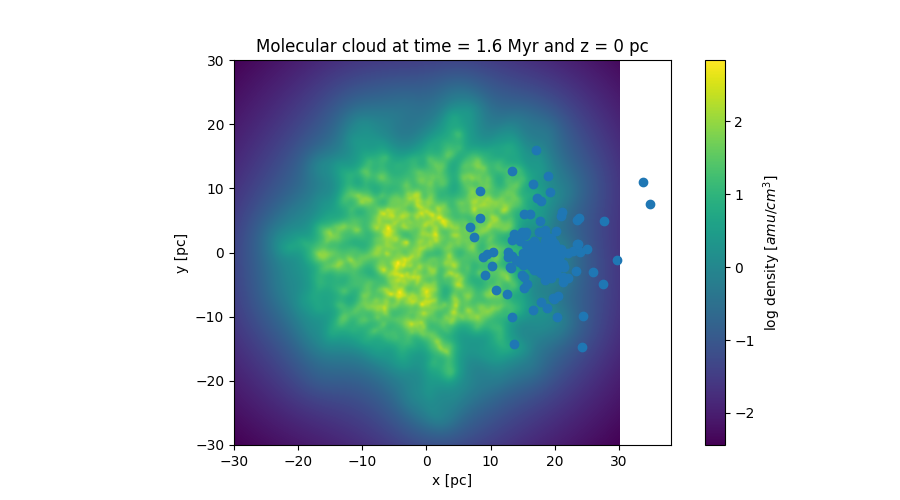 Molecular cloud at time = 1.6 Myr and z = 0 pc
30
20
10
0
−10
−20
−30
y [pc]
−30 −20 −10 0 10 20 30
x [pc]
2
1
0
−1
−2
log density [amu/cm³]